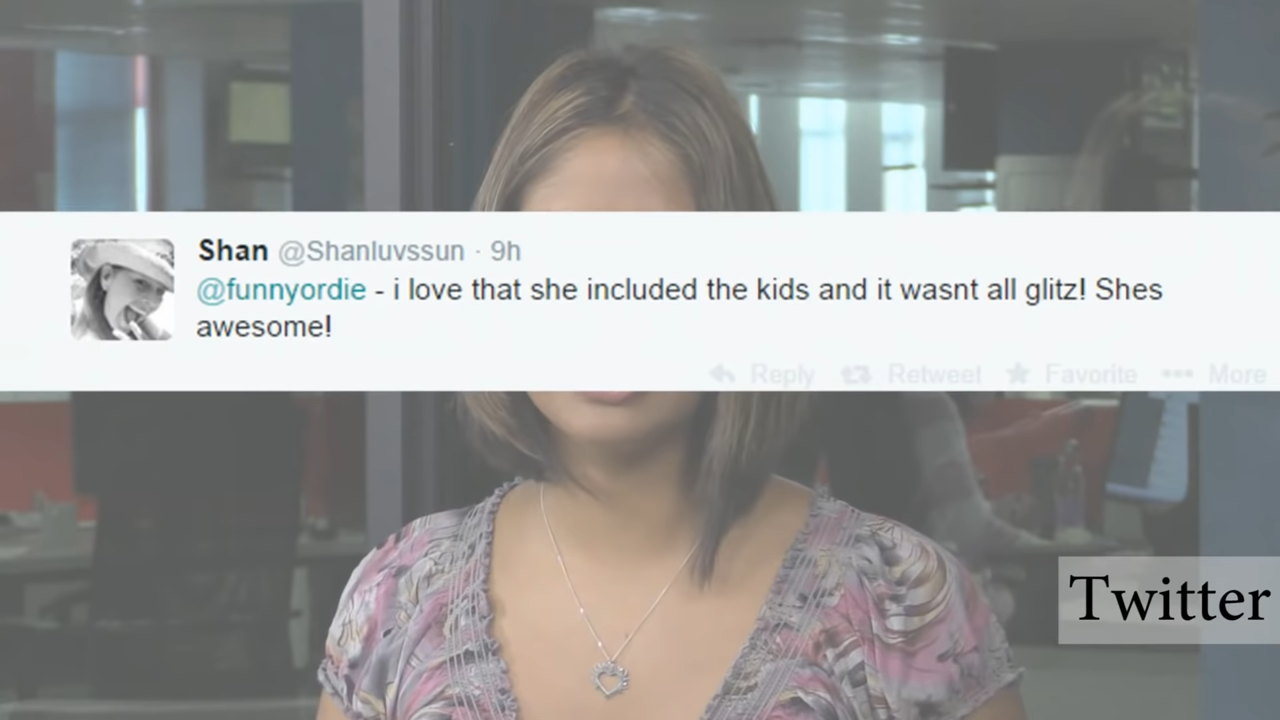 Shan @Shanluvssun · 9h
@funnyordie - i love that she included the kids and it wasnt all glitz! Shes
awesome!
Reply Retweet Favorite More
Twitter